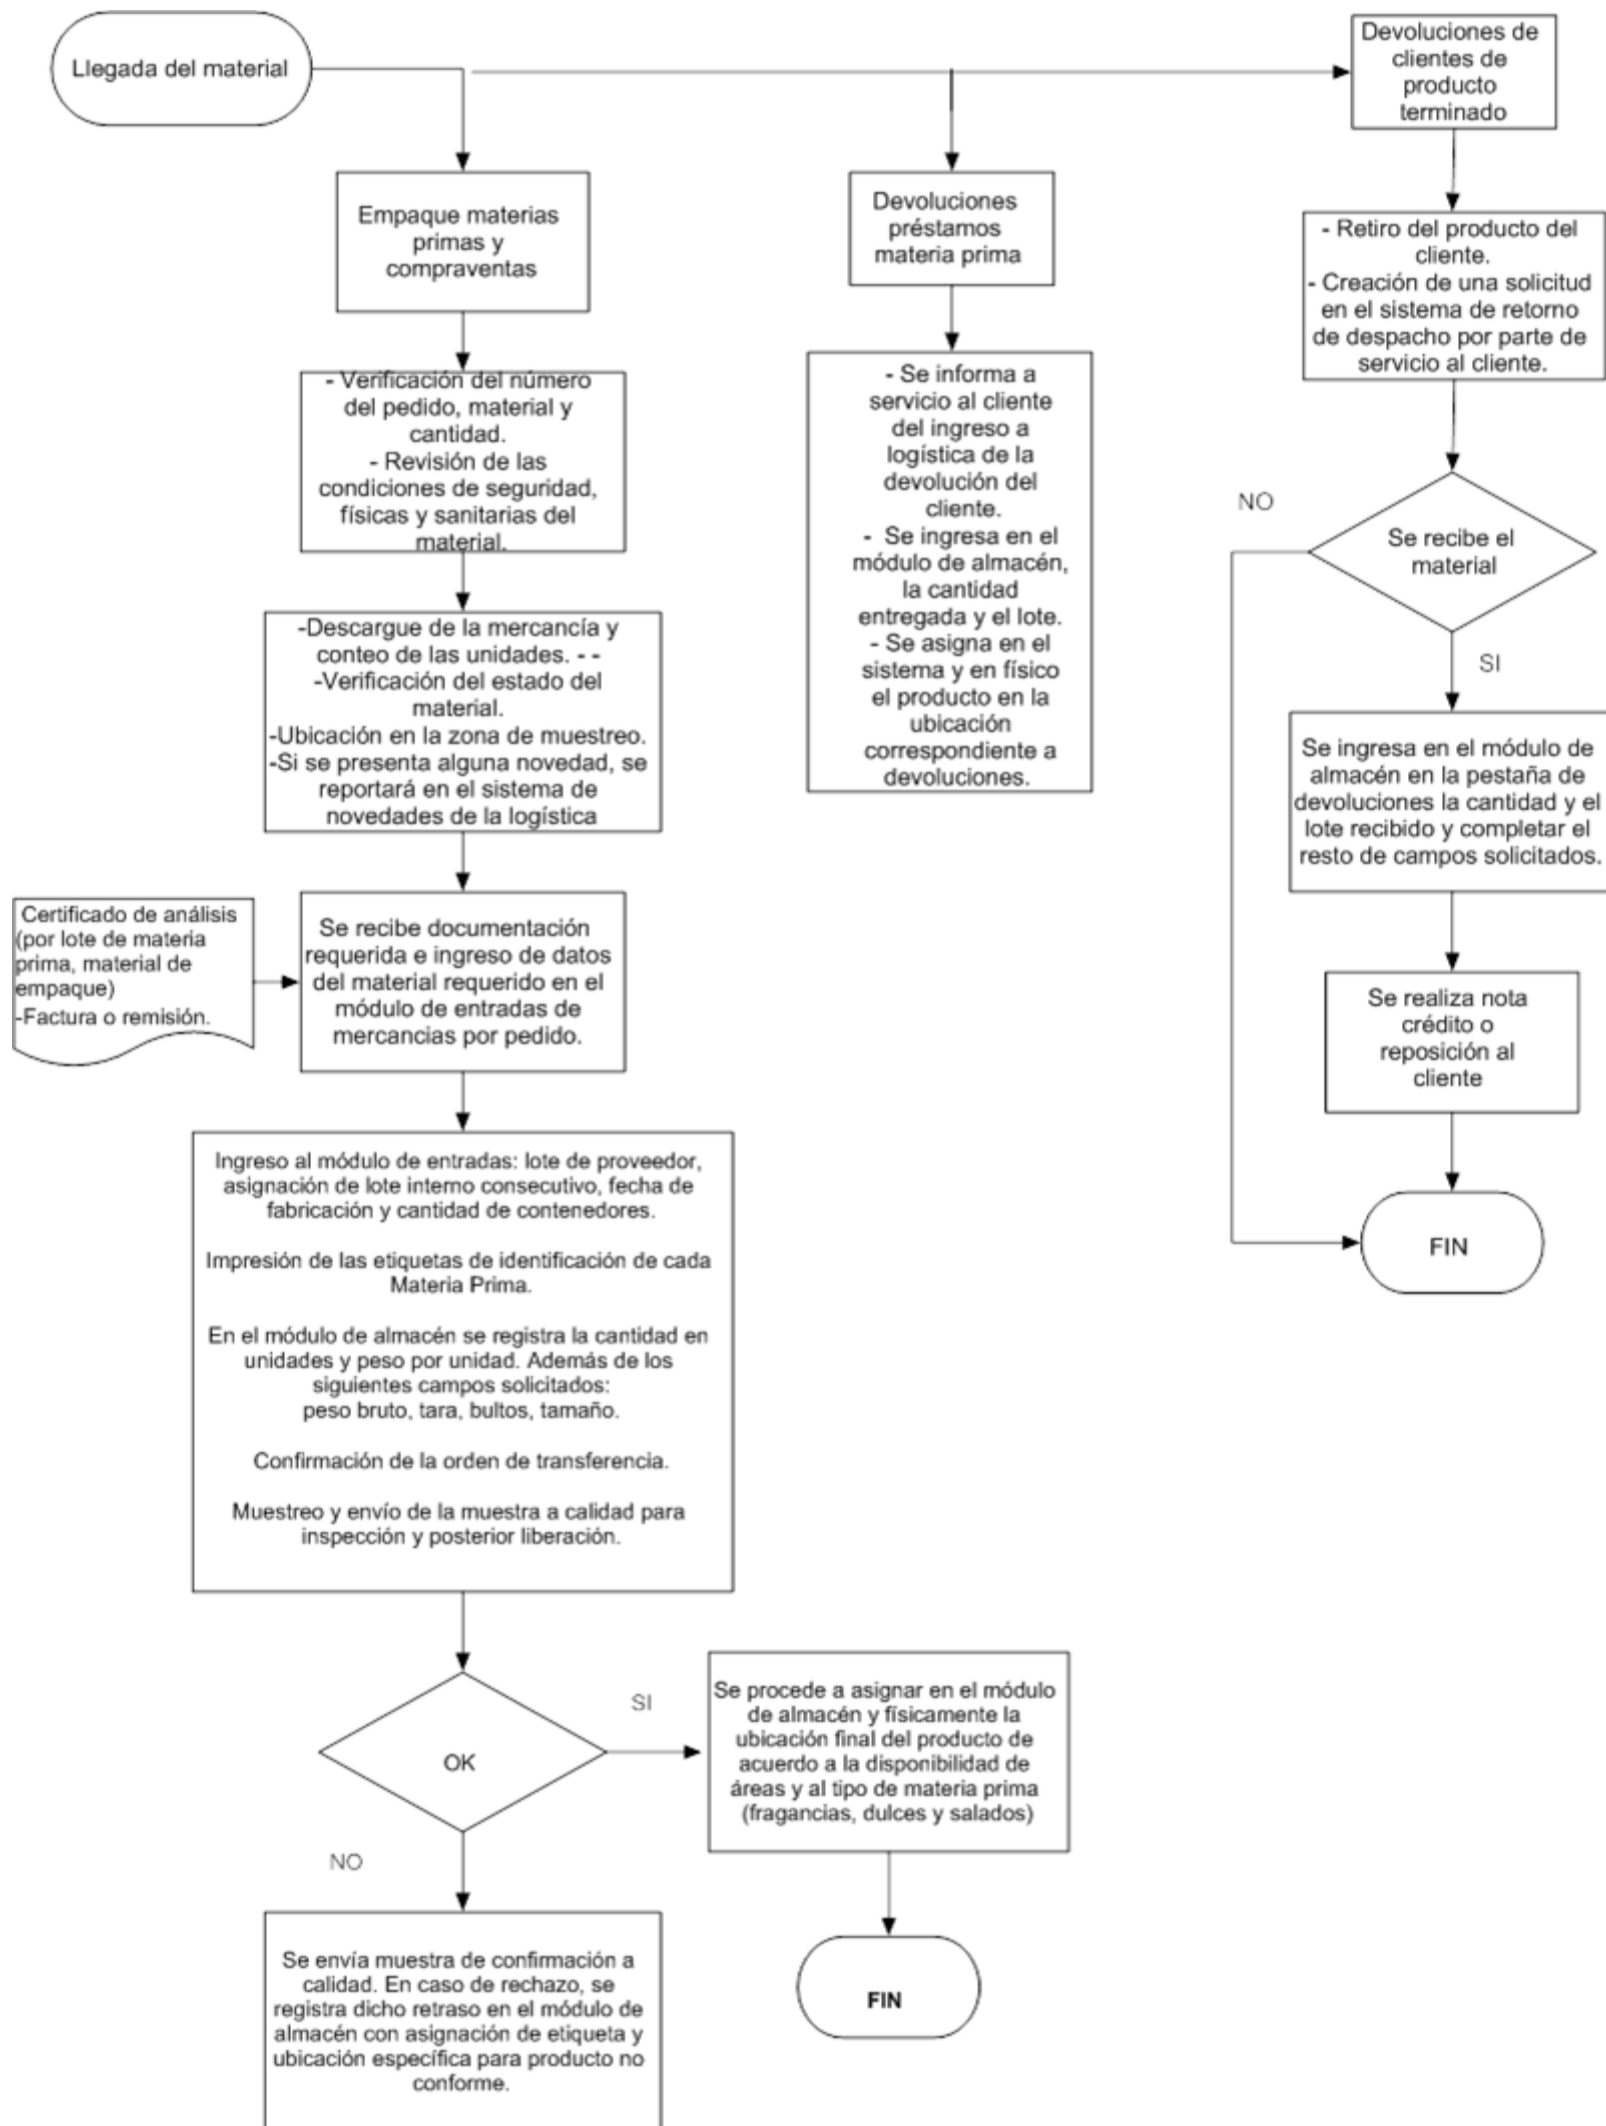 Llegada del material
Empaque materias
primas y
compraventas
- Verificación del número
del pedido, material y
cantidad.
- Revisión de las
condiciones de seguridad,
físicas y sanitarias del
material.
-Descargue de la mercancía y
conteo de las unidades. - -
-Verificación del estado del
material.
-Ubicación en la zona de muestreo.
-Si se presenta alguna novedad, se
reportará en el sistema de
novedades de la logística
Certificado de análisis
(por lote de materia
prima, material de
empaque)
-Factura o remisión.
Se recibe documentación
requerida e ingreso de datos
del material requerido en el
módulo de entradas de
mercancias por pedido.
Ingreso al módulo de entradas: lote de proveedor,
asignación de lote interno consecutivo, fecha de
fabricación y cantidad de contenedores.
Impresión de las etiquetas de identificación de cada
Materia Prima.
En el módulo de almacén se registra la cantidad en
unidades y peso por unidad. Además de los
siguientes campos solicitados:
peso bruto, tara, bultos, tamaño.
Confirmación de la orden de transferencia.
Muestreo y envío de la muestra a calidad para
inspección y posterior liberación.
OK
SI
Se procede a asignar en el módulo
de almacén y físicamente la
ubicación final del producto de
acuerdo a la disponibilidad de
áreas y al tipo de materia prima
(fragancias, dulces y salados)
FIN
NO
Se envía muestra de confirmación a
calidad. En caso de rechazo, se
registra dicho retraso en el módulo de
almacén con asignación de etiqueta y
ubicación específica para producto no
conforme.
Devoluciones
préstamos
materia prima
- Se informa a
servicio al cliente
del ingreso a
logística de la
devolución del
cliente.
- Se ingresa en el
módulo de almacén,
la cantidad
entregada y el lote.
- Se asigna en el
sistema y en físico
el producto en la
ubicación
correspondiente a
devoluciones.
Devoluciones de
clientes de
producto
terminado
- Retiro del producto del
cliente.
- Creación de una solicitud
en el sistema de retorno
de despacho por parte de
servicio al cliente.
NO
Se recibe el
material
SI
Se ingresa en el módulo de
almacén en la pestaña de
devoluciones la cantidad y el
lote recibido y completar el
resto de campos solicitados.
Se realiza nota
crédito o
reposición al
cliente
FIN